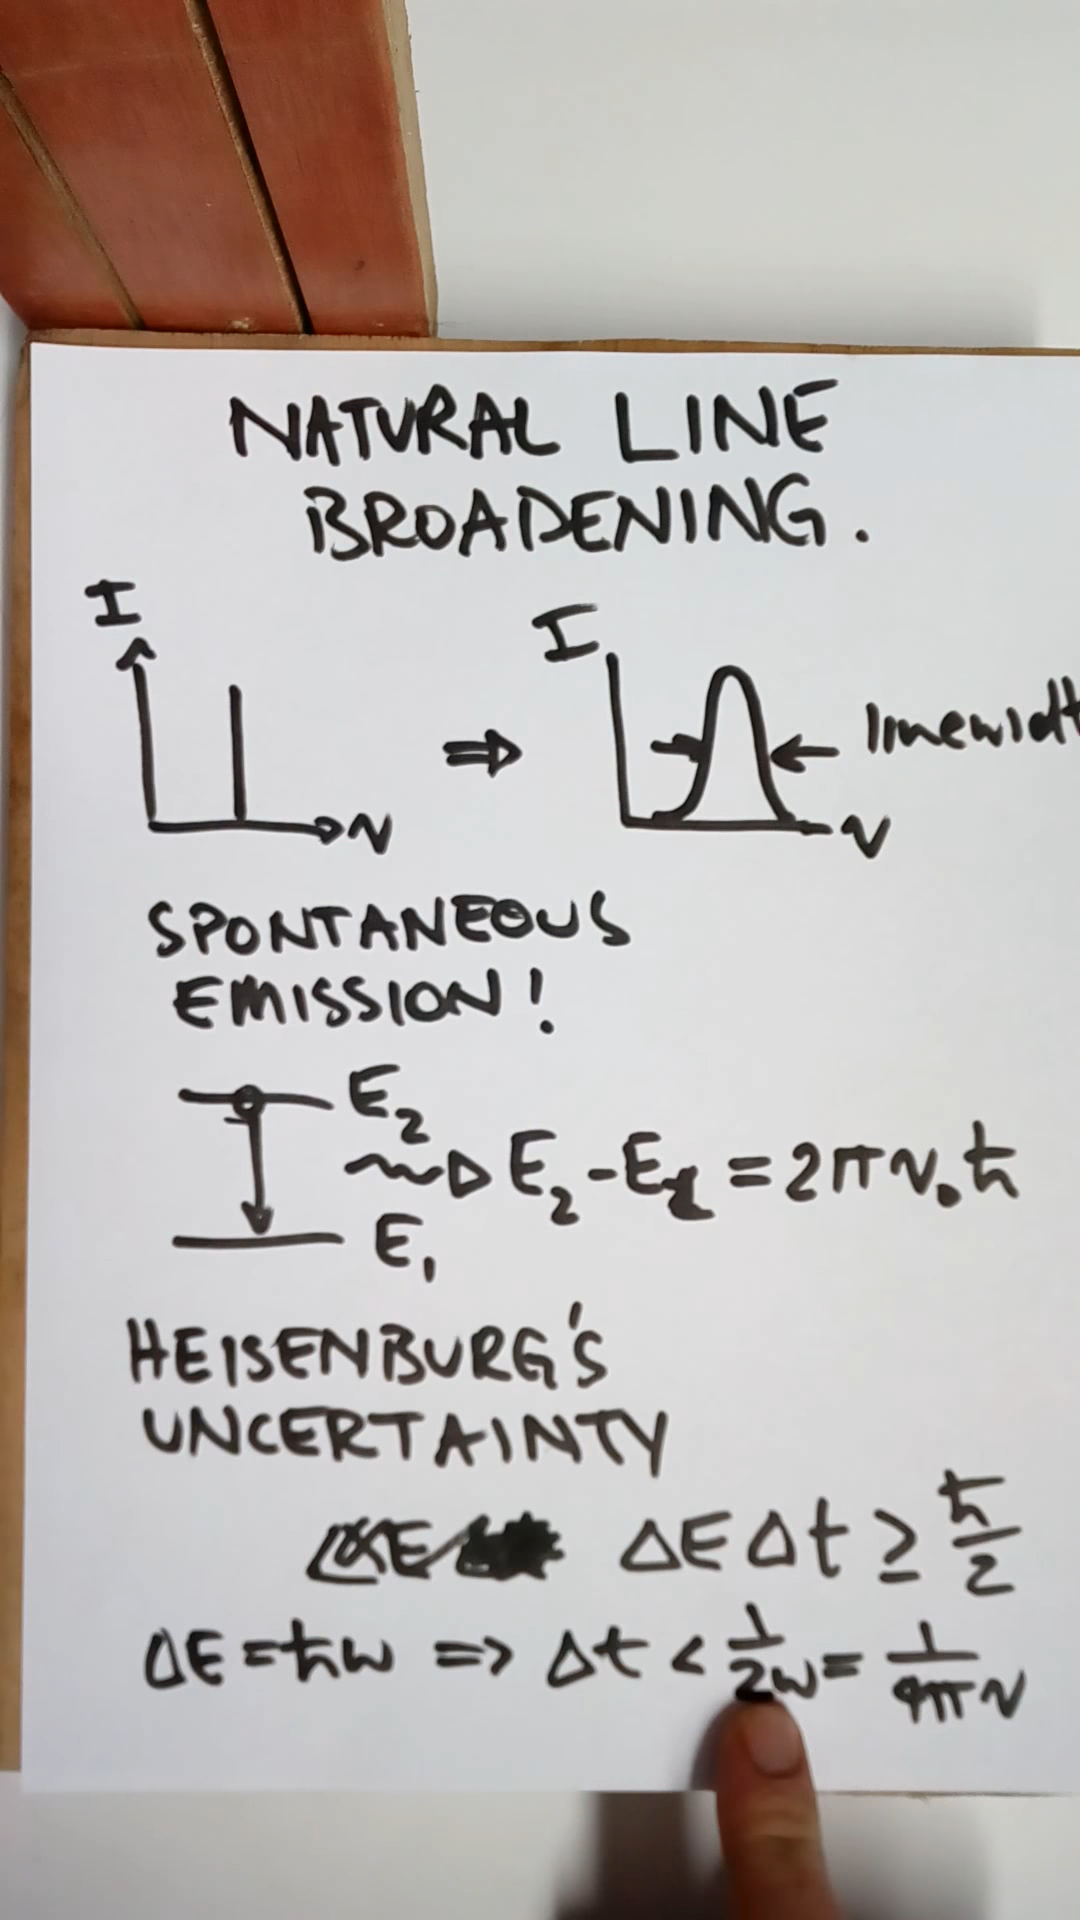 NATURAL LINE
BROADENING.
I
I
linewidt
ν
ν
SPONTANEOUS
EMISSION!
E₂
E₂-E₁ = 2πν₀ħ
E₁
HEISENBURG'S
UNCERTAINTY
ΔEΔt ≥ ħ/2
ΔE=ħω => Δt < 1/2ω = 1/4πν